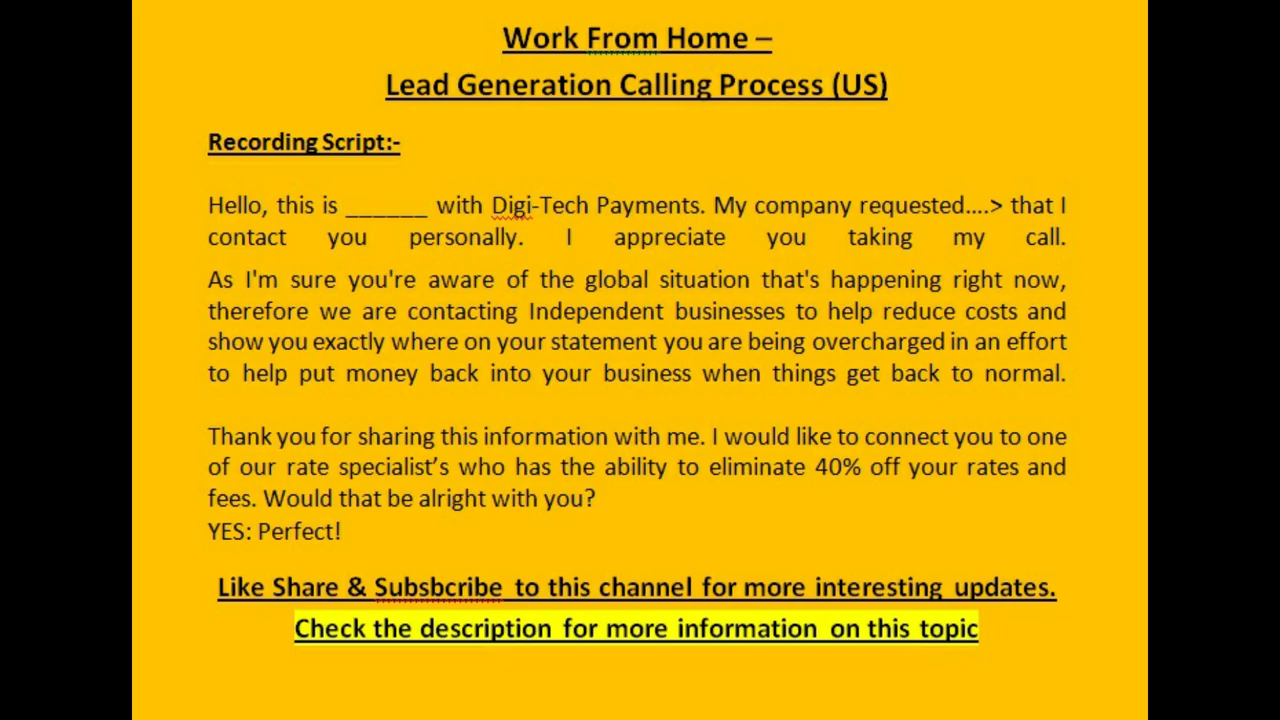 Work From Home –
Lead Generation Calling Process (US)
Recording Script:-
Hello, this is ______ with Digi-Tech Payments. My company requested….> that I
contact you personally. I appreciate you taking my call.
As I'm sure you're aware of the global situation that's happening right now,
therefore we are contacting Independent businesses to help reduce costs and
show you exactly where on your statement you are being overcharged in an effort
to help put money back into your business when things get back to normal.
Thank you for sharing this information with me. I would like to connect you to one
of our rate specialist’s who has the ability to eliminate 40% off your rates and
fees. Would that be alright with you?
YES: Perfect!
Like Share & Subsbcribe to this channel for more interesting updates.
Check the description for more information on this topic